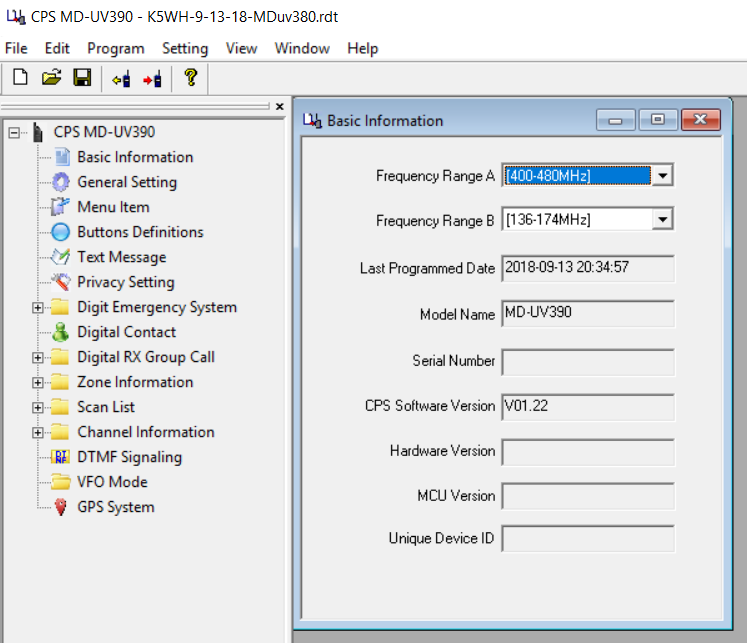 CPS MD-UV390 - K5WH-9-13-18-MDuv380.rdt
File Edit Program Setting View Window Help
CPS MD-UV390
Basic Information
General Setting
Menu Item
Buttons Definitions
Text Message
Privacy Setting
Digit Emergency System
Digital Contact
Digital RX Group Call
Zone Information
Scan List
Channel Information
DTMF Signaling
VFO Mode
GPS System
Basic Information
Frequency Range A [400-480MHz]
Frequency Range B [136-174MHz]
Last Programmed Date 2018-09-13 20:34:57
Model Name MD-UV390
Serial Number
CPS Software Version V01.22
Hardware Version
MCU Version
Unique Device ID